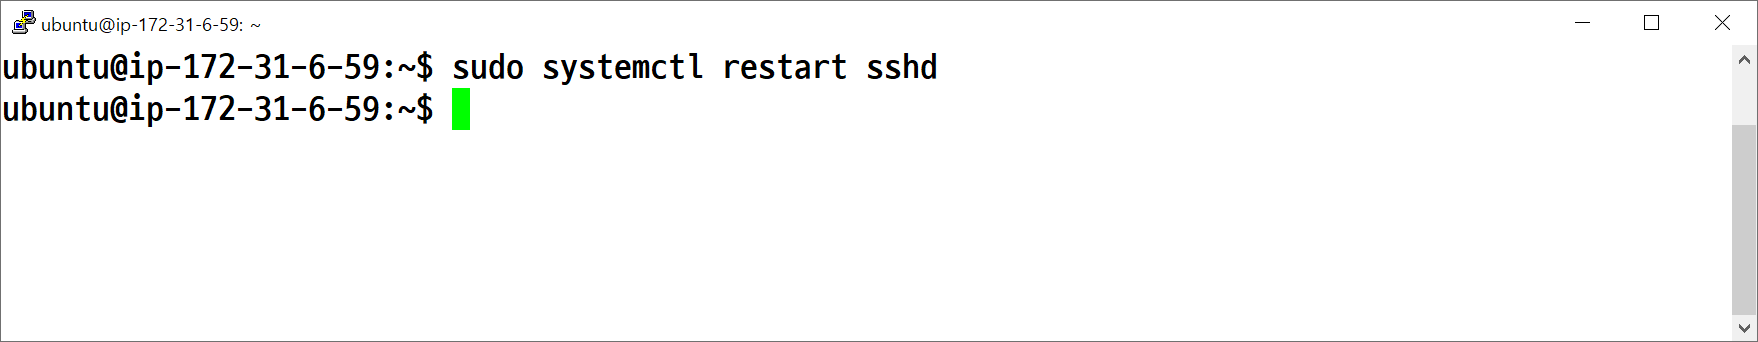 ubuntu@ip-172-31-6-59: ~
ubuntu@ip-172-31-6-59:~$ sudo systemctl restart sshd
ubuntu@ip-172-31-6-59:~$